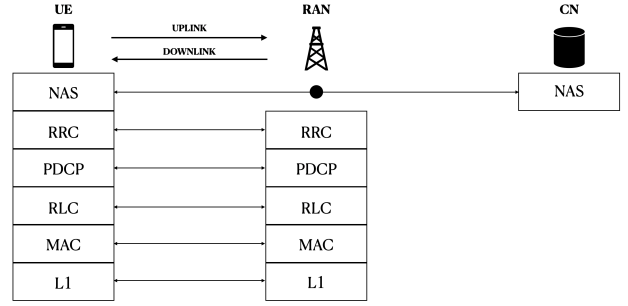 UE RAN CN
UPLINK
DOWNLINK
NAS NAS
RRC RRC
PDCP PDCP
RLC RLC
MAC MAC
L1 L1